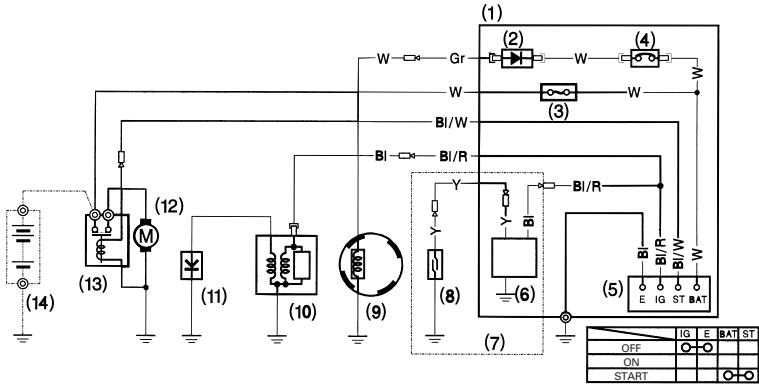 (1)
(2)
(4)
W
Gr
W
W
W
W
(3)
Bl/W
Bl
Bl/R
Y
Bl/R
(12)
M
Y
Y
Bl
Bl
Bl/R
Bl/W
W
(14)
(13)
(11)
(10)
(9)
(8)
(6)
(5)
E IG ST BAT
(7)
IG E BAT ST
OFF
ON
START